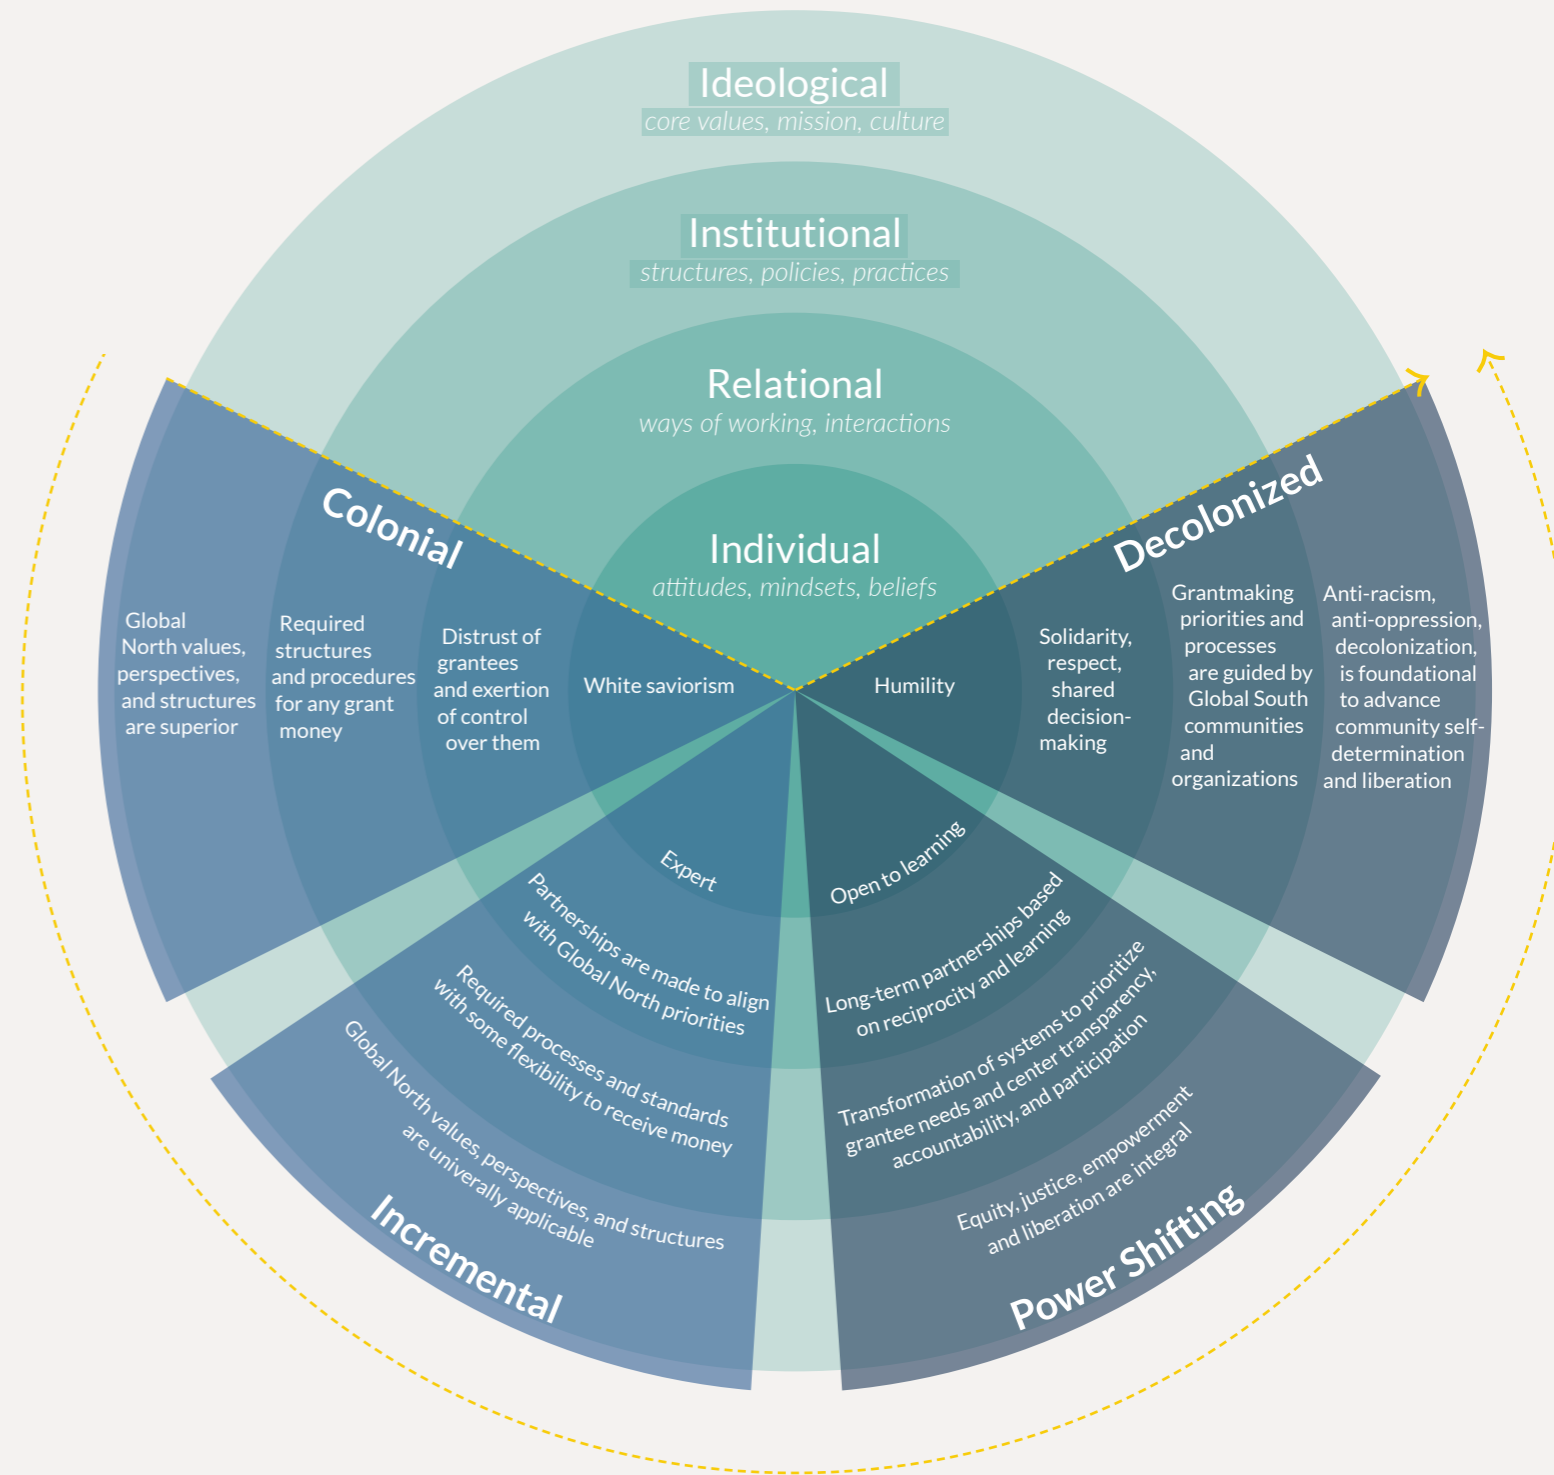 Ideological
core values, mission, culture
Institutional
structures, policies, practices
Relational
ways of working, interactions
Individual
attitudes, mindsets, beliefs
Colonial
Global
North values,
perspectives,
and structures
are superior
Required
structures
and procedures
for any grant
money
Distrust of
grantees
and exertion
of control
over them
White saviorism
Incremental
Expert
Partnerships are made to align
with Global North priorities
Required processes and standards
with some flexibility to receive money
Global North values, perspectives, and structures
are univerally applicable
Power Shifting
Open to learning
Long-term partnerships based
on reciprocity and learning
Transformation of systems to prioritize
grantee needs and center transparency,
accountability, and participation
Equity, justice, empowerment
and liberation are integral
Decolonized
Humility
Solidarity,
respect,
shared
decision-
making
Grantmaking
priorities and
processes
are guided by
Global South
communities
and
organizations
Anti-racism,
anti-oppression,
decolonization,
is foundational
to advance
community self-
determination
and liberation